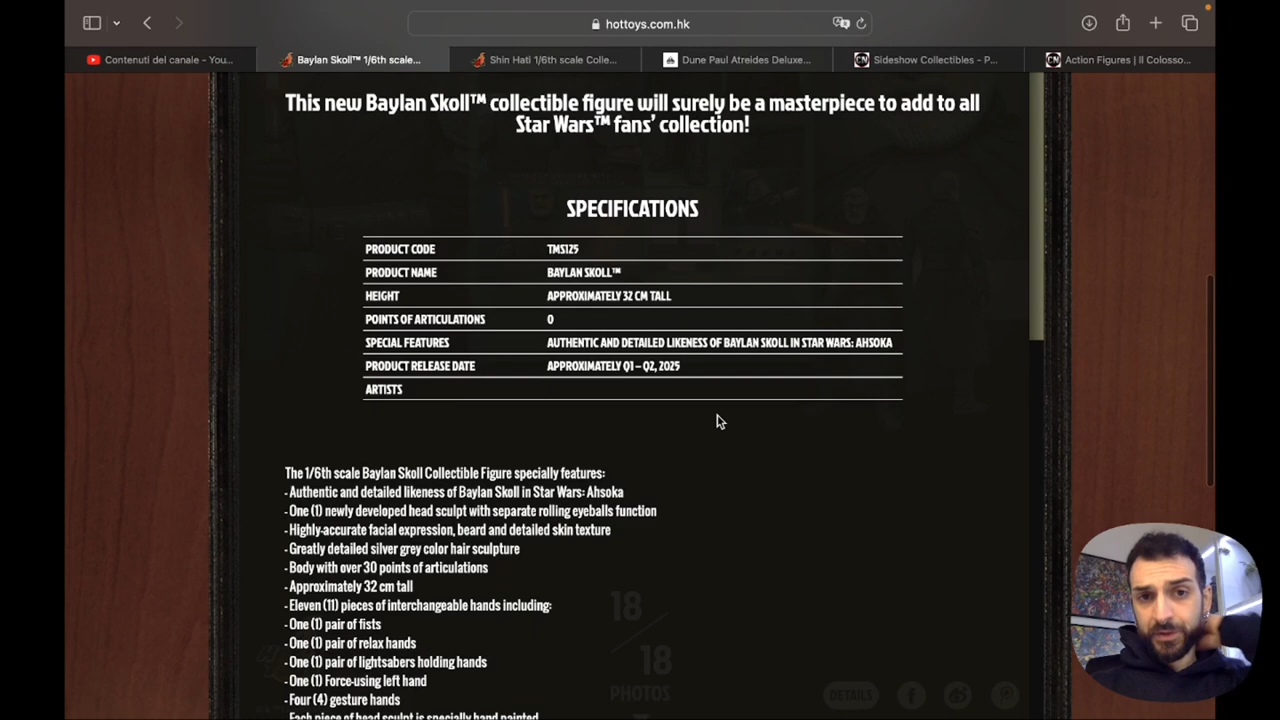 hottoys.com.hk
Contenuti del canale - You...
Baylan Skoll™ 1/6th scale...
Shin Hati 1/6th scale Colle...
Dune Paul Atreides Deluxe...
Sideshow Collectibles - P...
Action Figures | Il Colosso...
This new Baylan Skoll™ collectible figure will surely be a masterpiece to add to all
Star Wars™ fans' collection!
SPECIFICATIONS
PRODUCT CODE TMS125
PRODUCT NAME BAYLAN SKOLL™
HEIGHT APPROXIMATELY 32 CM TALL
POINTS OF ARTICULATIONS 0
SPECIAL FEATURES AUTHENTIC AND DETAILED LIKENESS OF BAYLAN SKOLL IN STAR WARS: AHSOKA
PRODUCT RELEASE DATE APPROXIMATELY Q1 – Q2, 2025
ARTISTS
The 1/6th scale Baylan Skoll Collectible Figure specially features:
- Authentic and detailed likeness of Baylan Skoll in Star Wars: Ahsoka
- One (1) newly developed head sculpt with separate rolling eyeballs function
- Highly-accurate facial expression, beard and detailed skin texture
- Greatly detailed silver grey color hair sculpture
- Body with over 30 points of articulations
- Approximately 32 cm tall
- Eleven (11) pieces of interchangeable hands including:
- One (1) pair of fists
- One (1) pair of relax hands
- One (1) pair of lightsabers holding hands
- One (1) Force-using left hand
- Four (4) gesture hands
Each piece of head sculpt is specially hand painted
18
18
PHOTOS
DETAILS